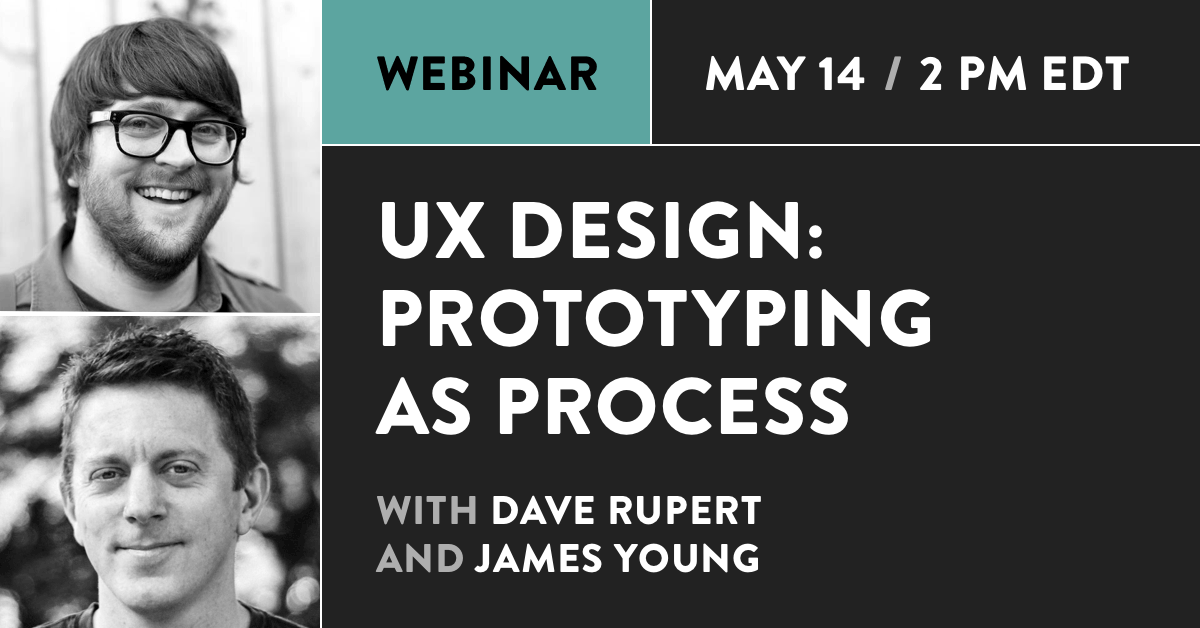 WEBINAR
MAY 14 / 2 PM EDT
UX DESIGN:
PROTOTYPING
AS PROCESS
WITH DAVE RUPERT
AND JAMES YOUNG